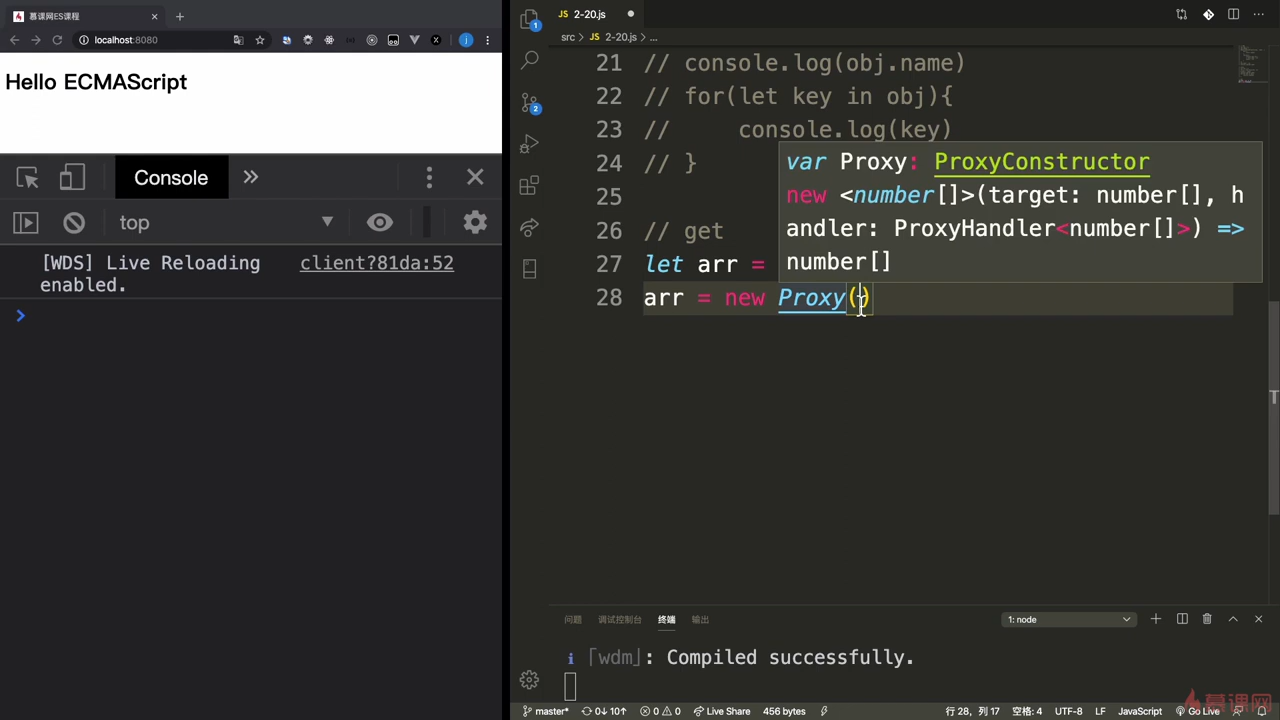 慕课网ES课程
localhost:8080
Hello ECMAScript
Console
top
[WDS] Live Reloading enabled.
client?81da:52
2-20.js
src > JS 2-20.js > ...
21 // console.log(obj.name)
22 // for(let key in obj){
23 //     console.log(key)
24 // }
25
26 // get
27 let arr =
28 arr = new Proxy()
var Proxy: ProxyConstructor
new <number[]>(target: number[], h
andler: ProxyHandler<number[]>) =>
number[]
问题 调试控制台 终端 输出
1: node
i 「wdm」: Compiled successfully.
master* 0↓ 10↑ 0 0 Live Share 456 bytes
行 28, 列 17 空格: 4 UTF-8 LF JavaScript Go Live
慕课网